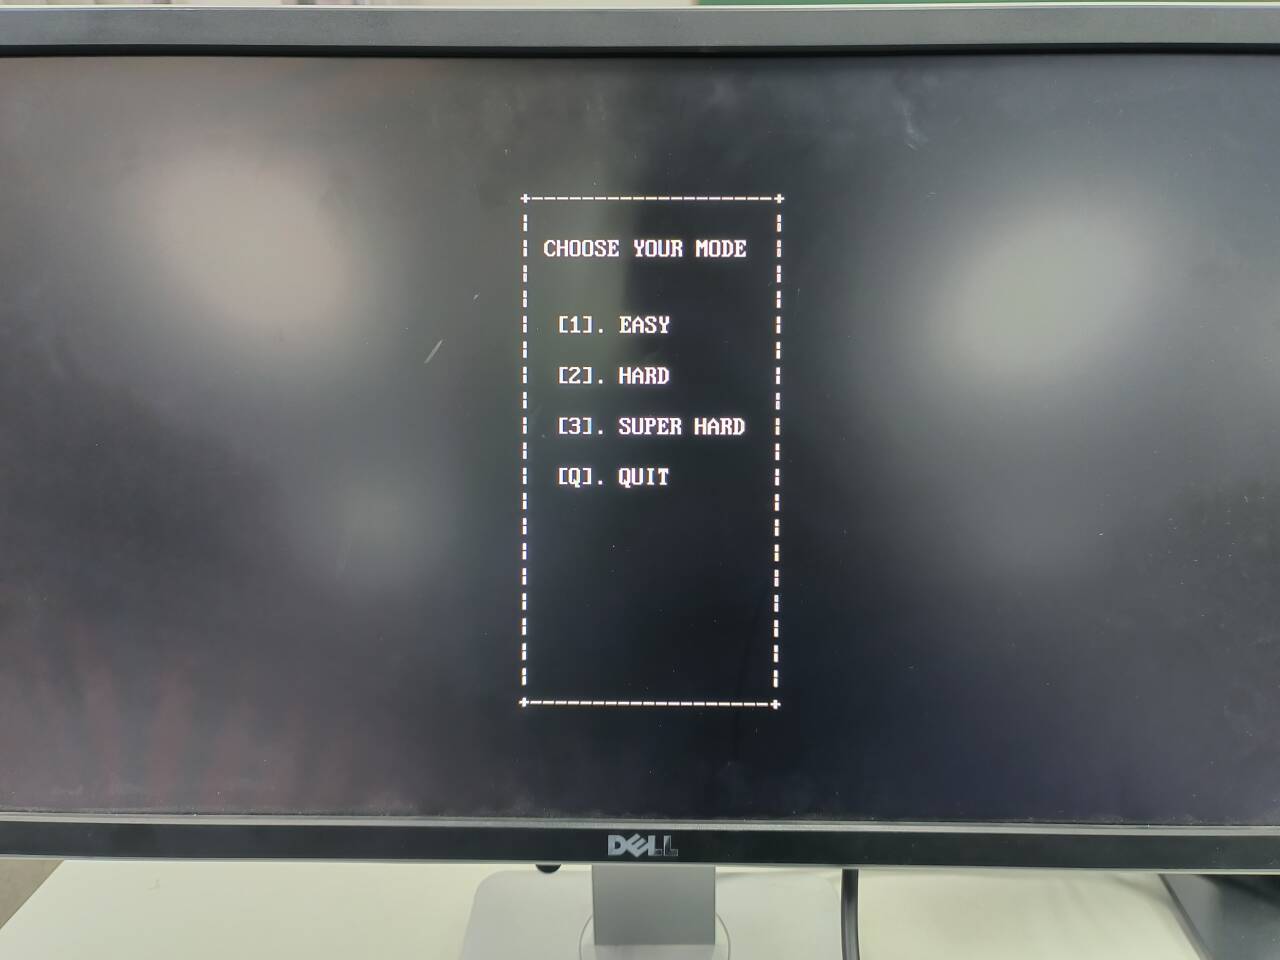 CHOOSE YOUR MODE
[1]. EASY
[2]. HARD
[3]. SUPER HARD
[Q]. QUIT
DELL